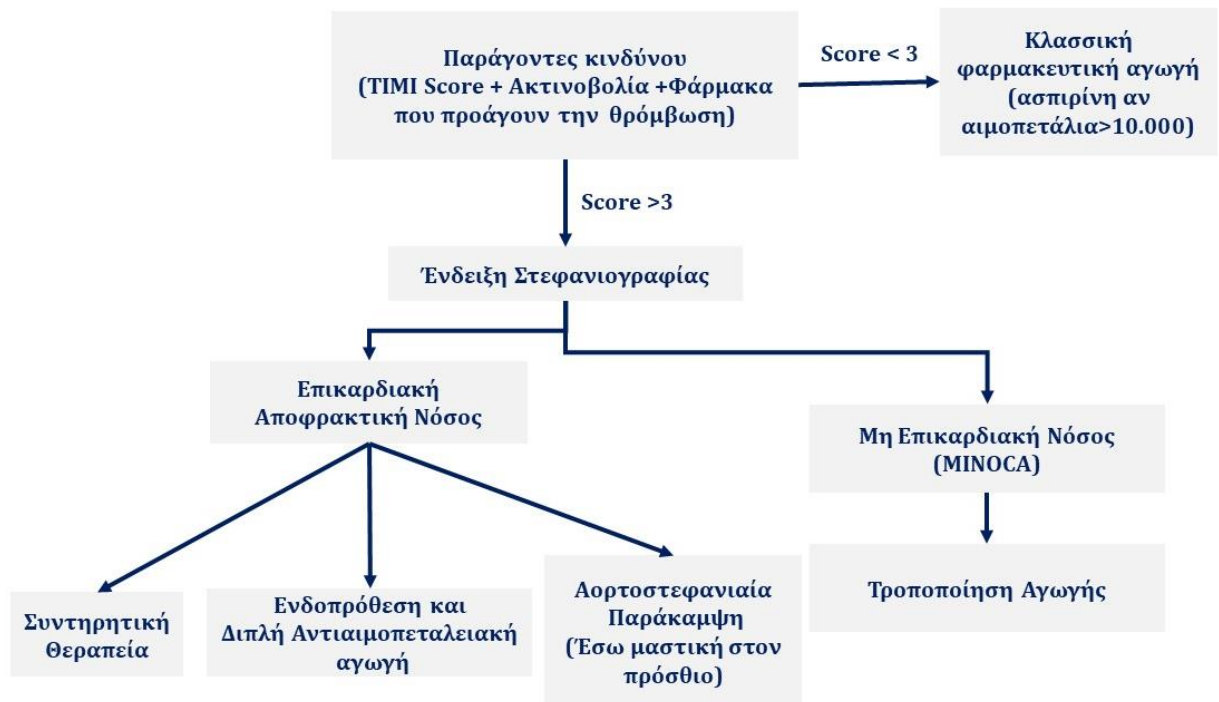 Παράγοντες κινδύνου
(TIMI Score + Ακτινοβολία +Φάρμακα
που προάγουν την θρόμβωση)
Score < 3
Κλασσική
φαρμακευτική αγωγή
(ασπιρίνη αν
αιμοπετάλια>10.000)
Score >3
Ένδειξη Στεφανιογραφίας
Επικαρδιακή
Αποφρακτική Νόσος
Μη Επικαρδιακή Νόσος
(MINOCA)
Συντηρητική
Θεραπεία
Ενδοπρόθεση και
Διπλή Αντιαιμοπεταλειακή
αγωγή
Αορτοστεφανιαία
Παράκαμψη
(Έσω μαστική στον
πρόσθιο)
Τροποποίηση Αγωγής